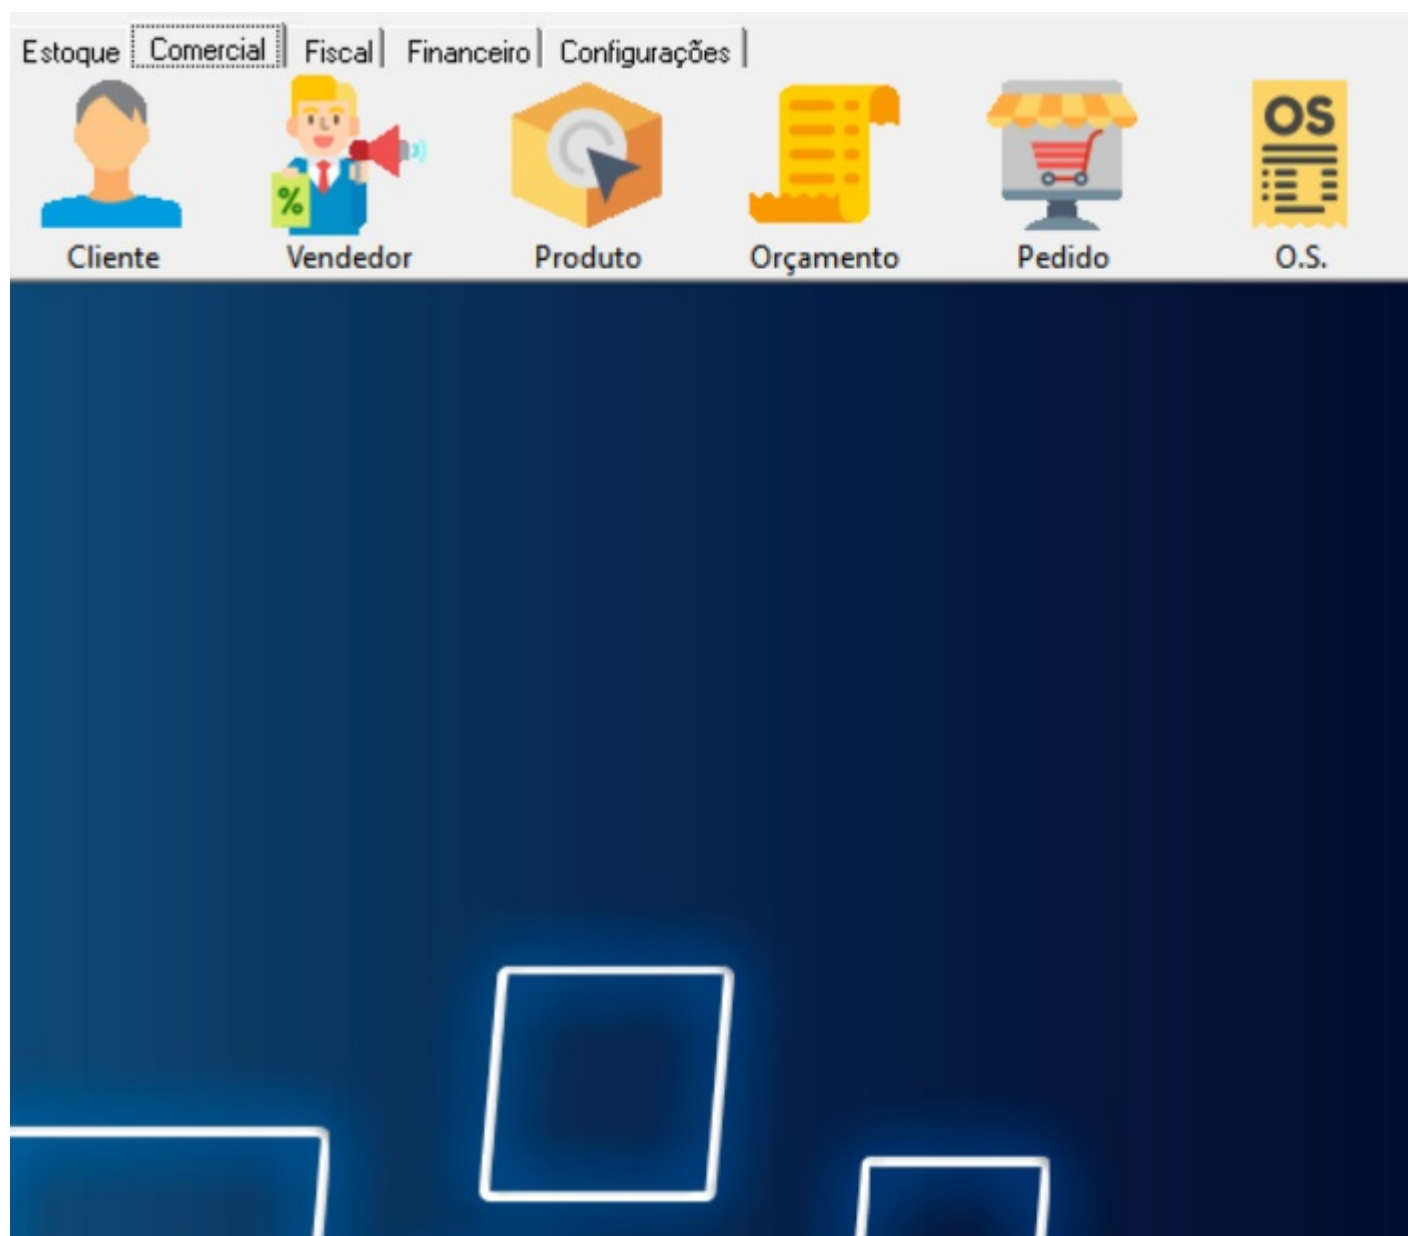 Estoque Comercial Fiscal Financeiro Configurações
%
OS
Cliente Vendedor Produto Orçamento Pedido O.S.